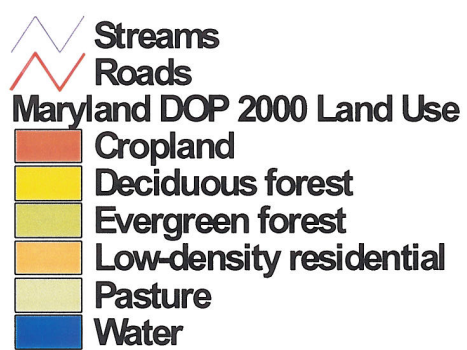 Streams
Roads
Maryland DOP 2000 Land Use
Cropland
Deciduous forest
Evergreen forest
Low-density residential
Pasture
Water